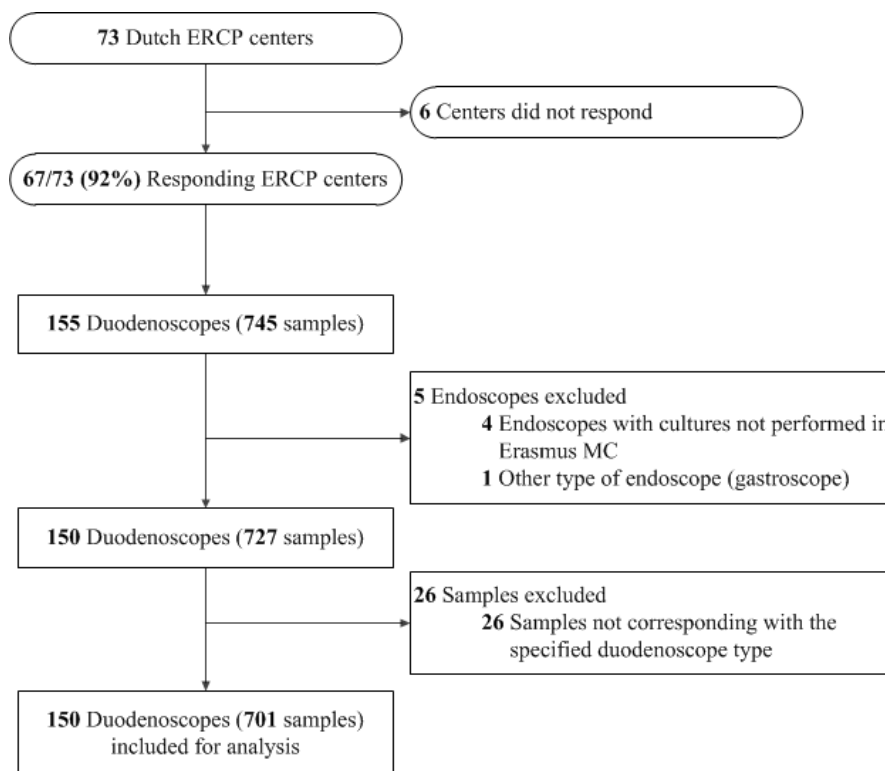 73 Dutch ERCP centers
6 Centers did not respond
67/73 (92%) Responding ERCP centers
155 Duodenoscopes (745 samples)
5 Endoscopes excluded
4 Endoscopes with cultures not performed in
Erasmus MC
1 Other type of endoscope (gastroscope)
150 Duodenoscopes (727 samples)
26 Samples excluded
26 Samples not corresponding with the
specified duodenoscope type
150 Duodenoscopes (701 samples)
included for analysis